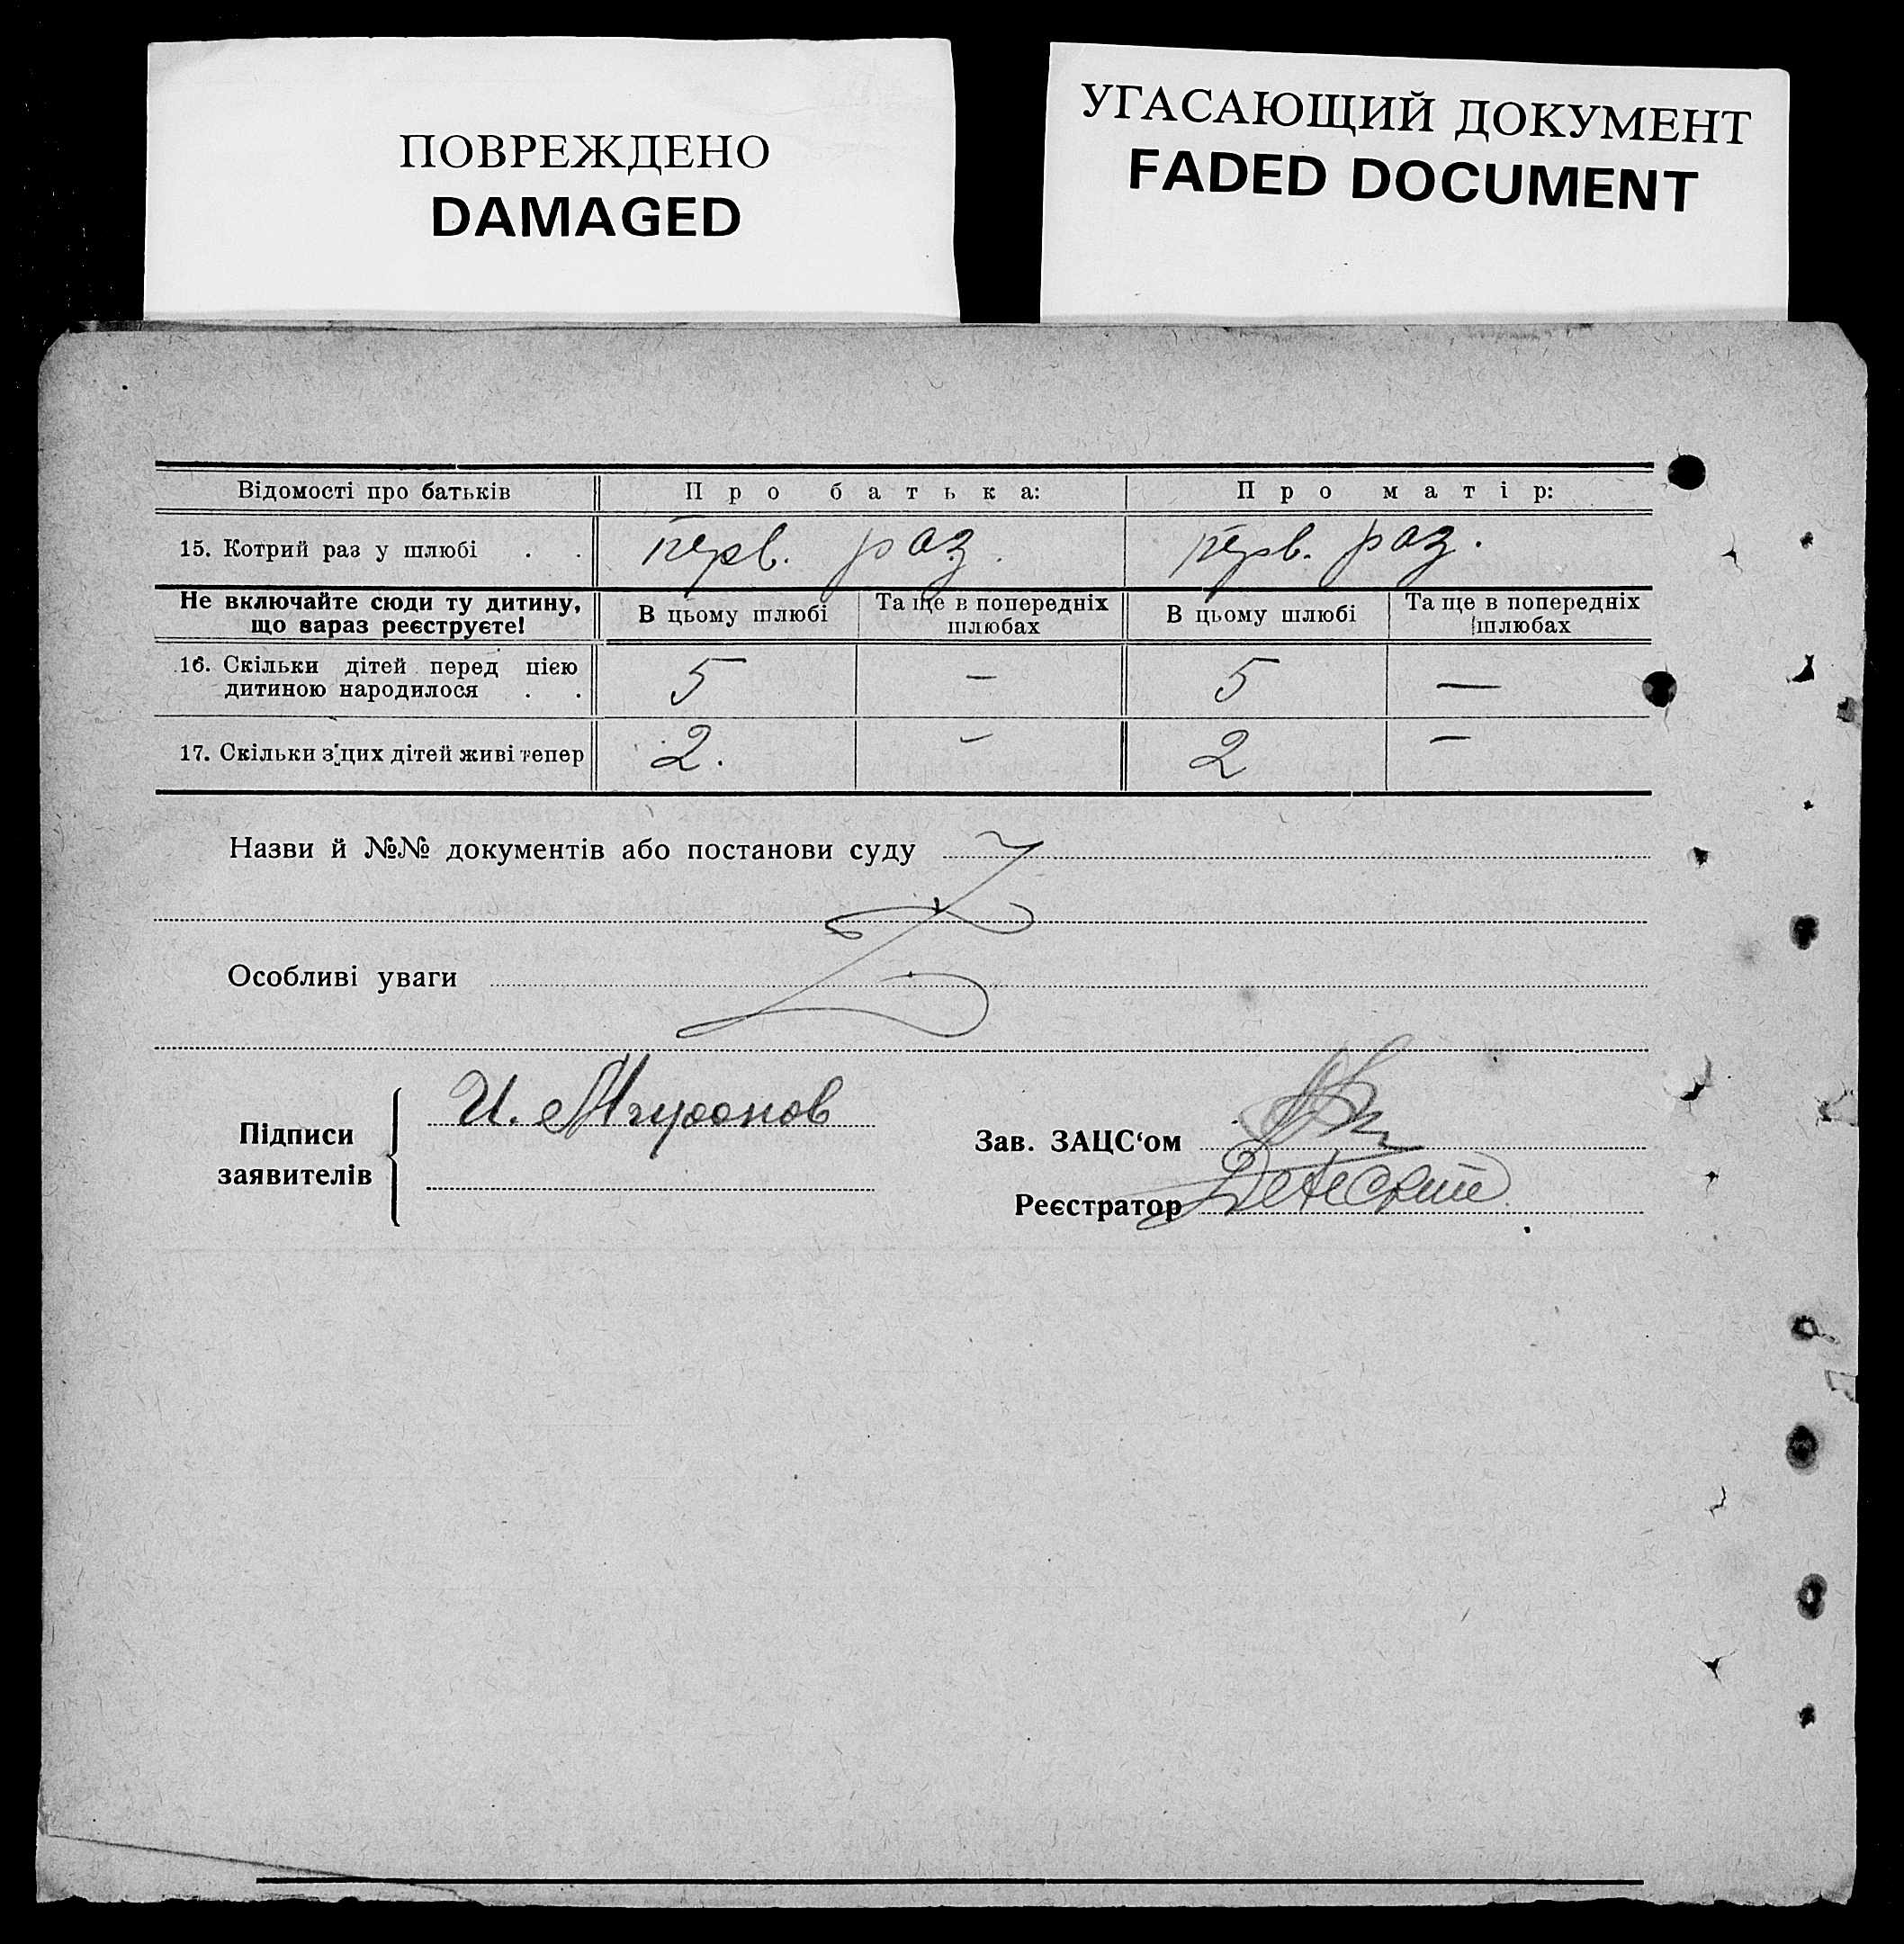 ПОВРЕЖДЕНО
DAMAGED
УГАСАЮЩИЙ ДОКУМЕНТ
FADED DOCUMENT
Відомості про батьків Про батька: Про матір:
15. Котрий раз у шлюбі . . перв. раз. перв. раз.
Не включайте сюди ту дитину, що вараз реєструєте! В цьому шлюбі Та ще в попередніх шлюбах В цьому шлюбі Та ще в попередніх шлюбах
16. Скільки дітей перед цією дитиною народилося . . 5 — 5 —
17. Скільки з цих дітей живі тепер 2. — 2 —
Назви й №№ документів або постанови суду
Особливі уваги
Підписи заявителів И.
Зав. ЗАЦС‘ом
Реєстратор